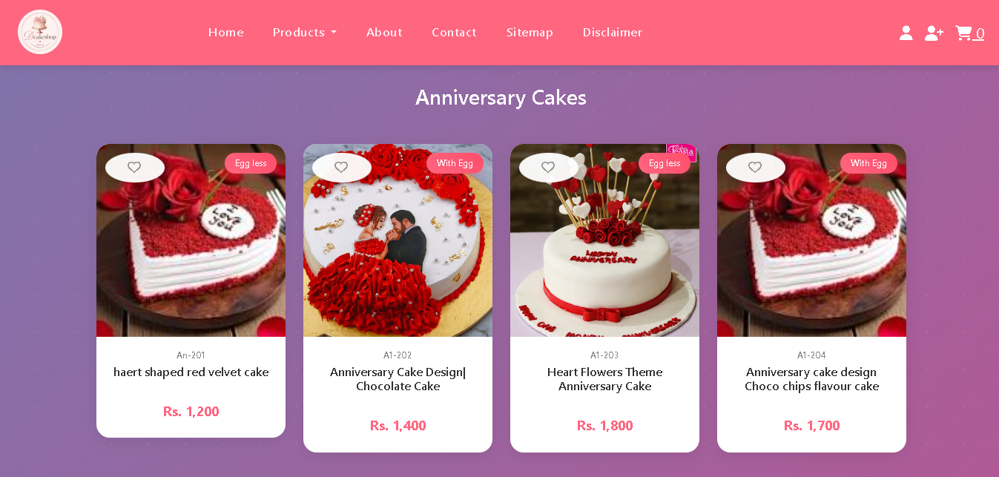 Dcakeshop
Home
Products
About
Contact
Sitemap
Disclaimer
0
Anniversary Cakes
Egg less
I
Love
you
An-201
haert shaped red velvet cake
Rs. 1,200
With Egg
A1-202
Anniversary Cake Design|
Chocolate Cake
Rs. 1,400
Egg less
HAPPY
ANNIVERSARY
A1-203
Heart Flowers Theme
Anniversary Cake
Rs. 1,800
With Egg
I
Love
you
A1-204
Anniversary cake design
Choco chips flavour cake
Rs. 1,700